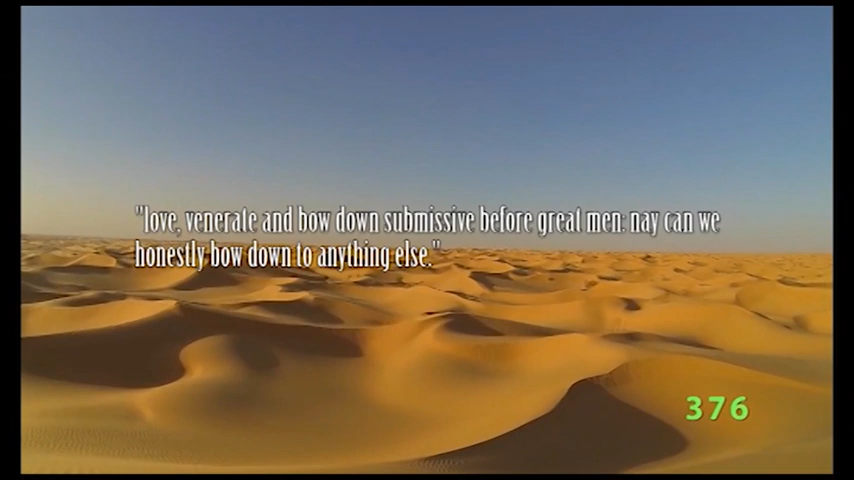 "love, venerate and bow down submissive before great men: nay can we
honestly bow down to anything else."
376